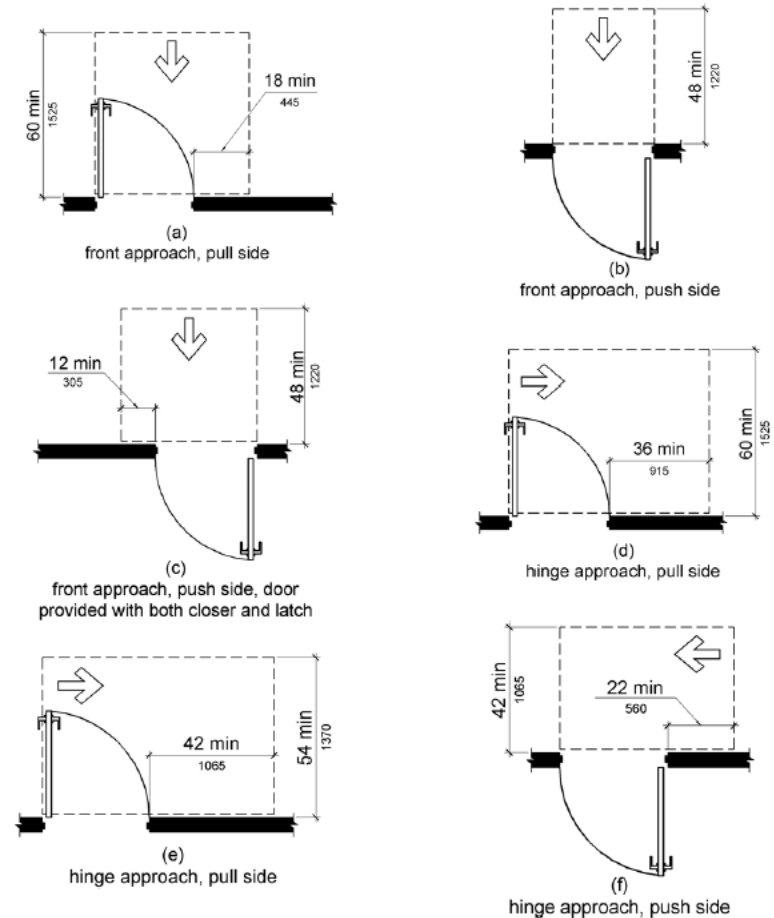 60 min
1525
18 min
445
(a)
front approach, pull side
48 min
1220
(b)
front approach, push side
12 min
305
48 min
1220
(c)
front approach, push side, door
provided with both closer and latch
36 min
915
60 min
1525
(d)
hinge approach, pull side
42 min
1065
54 min
1370
(e)
hinge approach, pull side
42 min
1065
22 min
560
(f)
hinge approach, push side